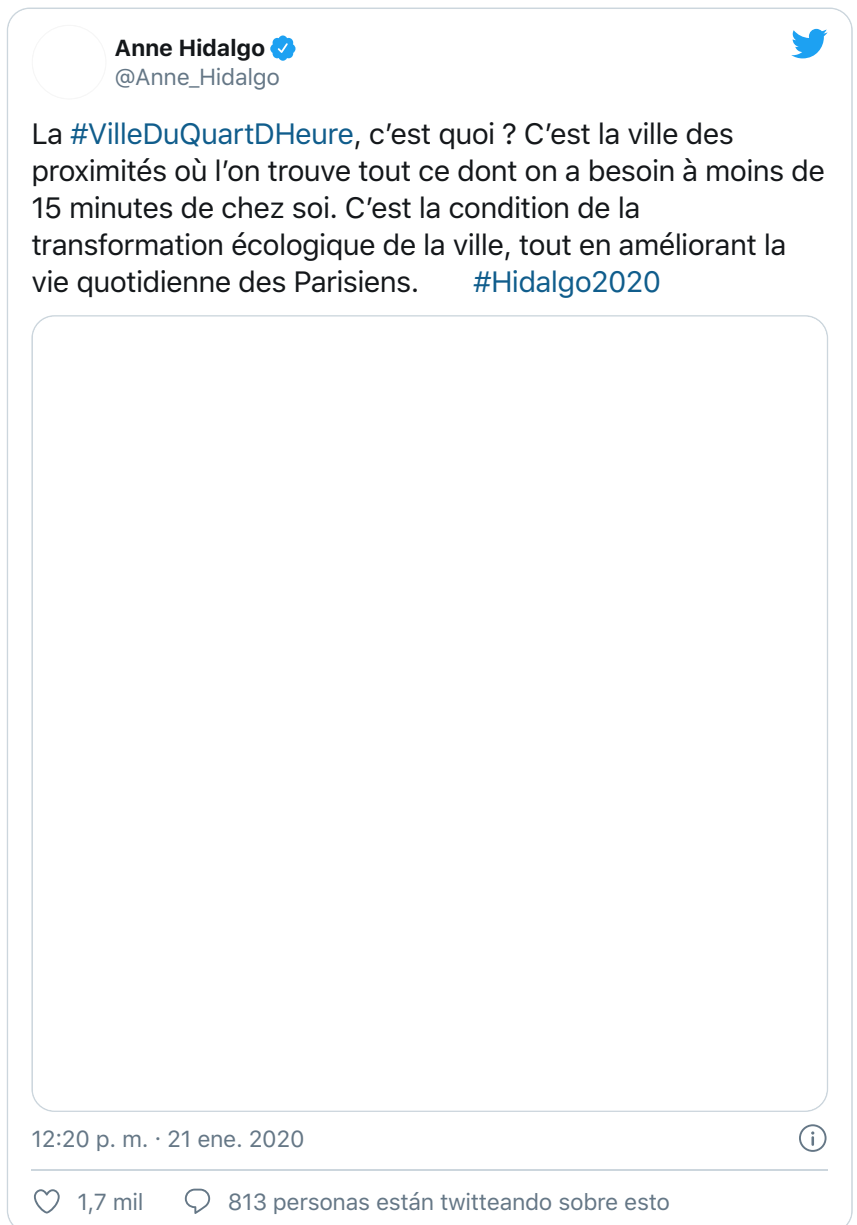 Anne Hidalgo
@Anne_Hidalgo
La #VilleDuQuartDHeure, c’est quoi ? C’est la ville des
proximités où l’on trouve tout ce dont on a besoin à moins de
15 minutes de chez soi. C’est la condition de la
transformation écologique de la ville, tout en améliorant la
vie quotidienne des Parisiens. #Hidalgo2020
12:20 p. m. · 21 ene. 2020
1,7 mil 813 personas están twitteando sobre esto